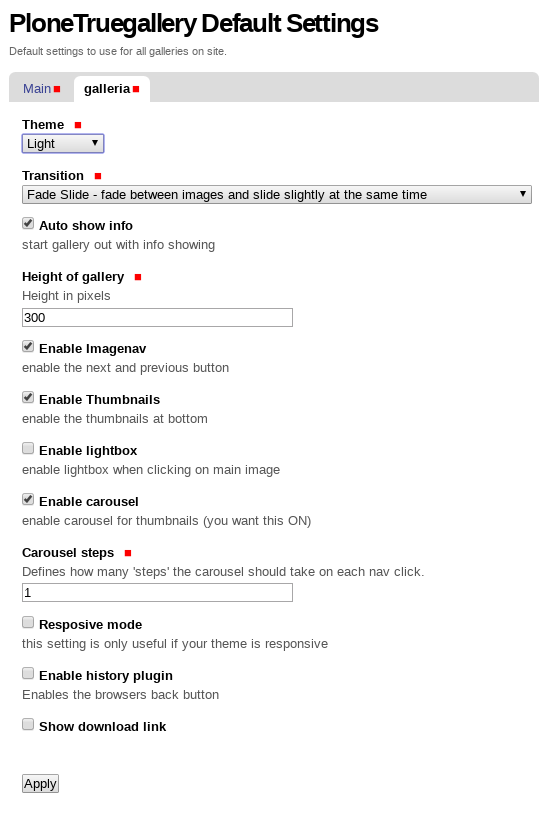 PloneTruegallery Default Settings
Default settings to use for all galleries on site.
Main galleria
Theme
Light
Transition
Fade Slide - fade between images and slide slightly at the same time
Auto show info
start gallery out with info showing
Height of gallery
Height in pixels
300
Enable Imagenav
enable the next and previous button
Enable Thumbnails
enable the thumbnails at bottom
Enable lightbox
enable lightbox when clicking on main image
Enable carousel
enable carousel for thumbnails (you want this ON)
Carousel steps
Defines how many 'steps' the carousel should take on each nav click.
1
Resposive mode
this setting is only useful if your theme is responsive
Enable history plugin
Enables the browsers back button
Show download link
Apply